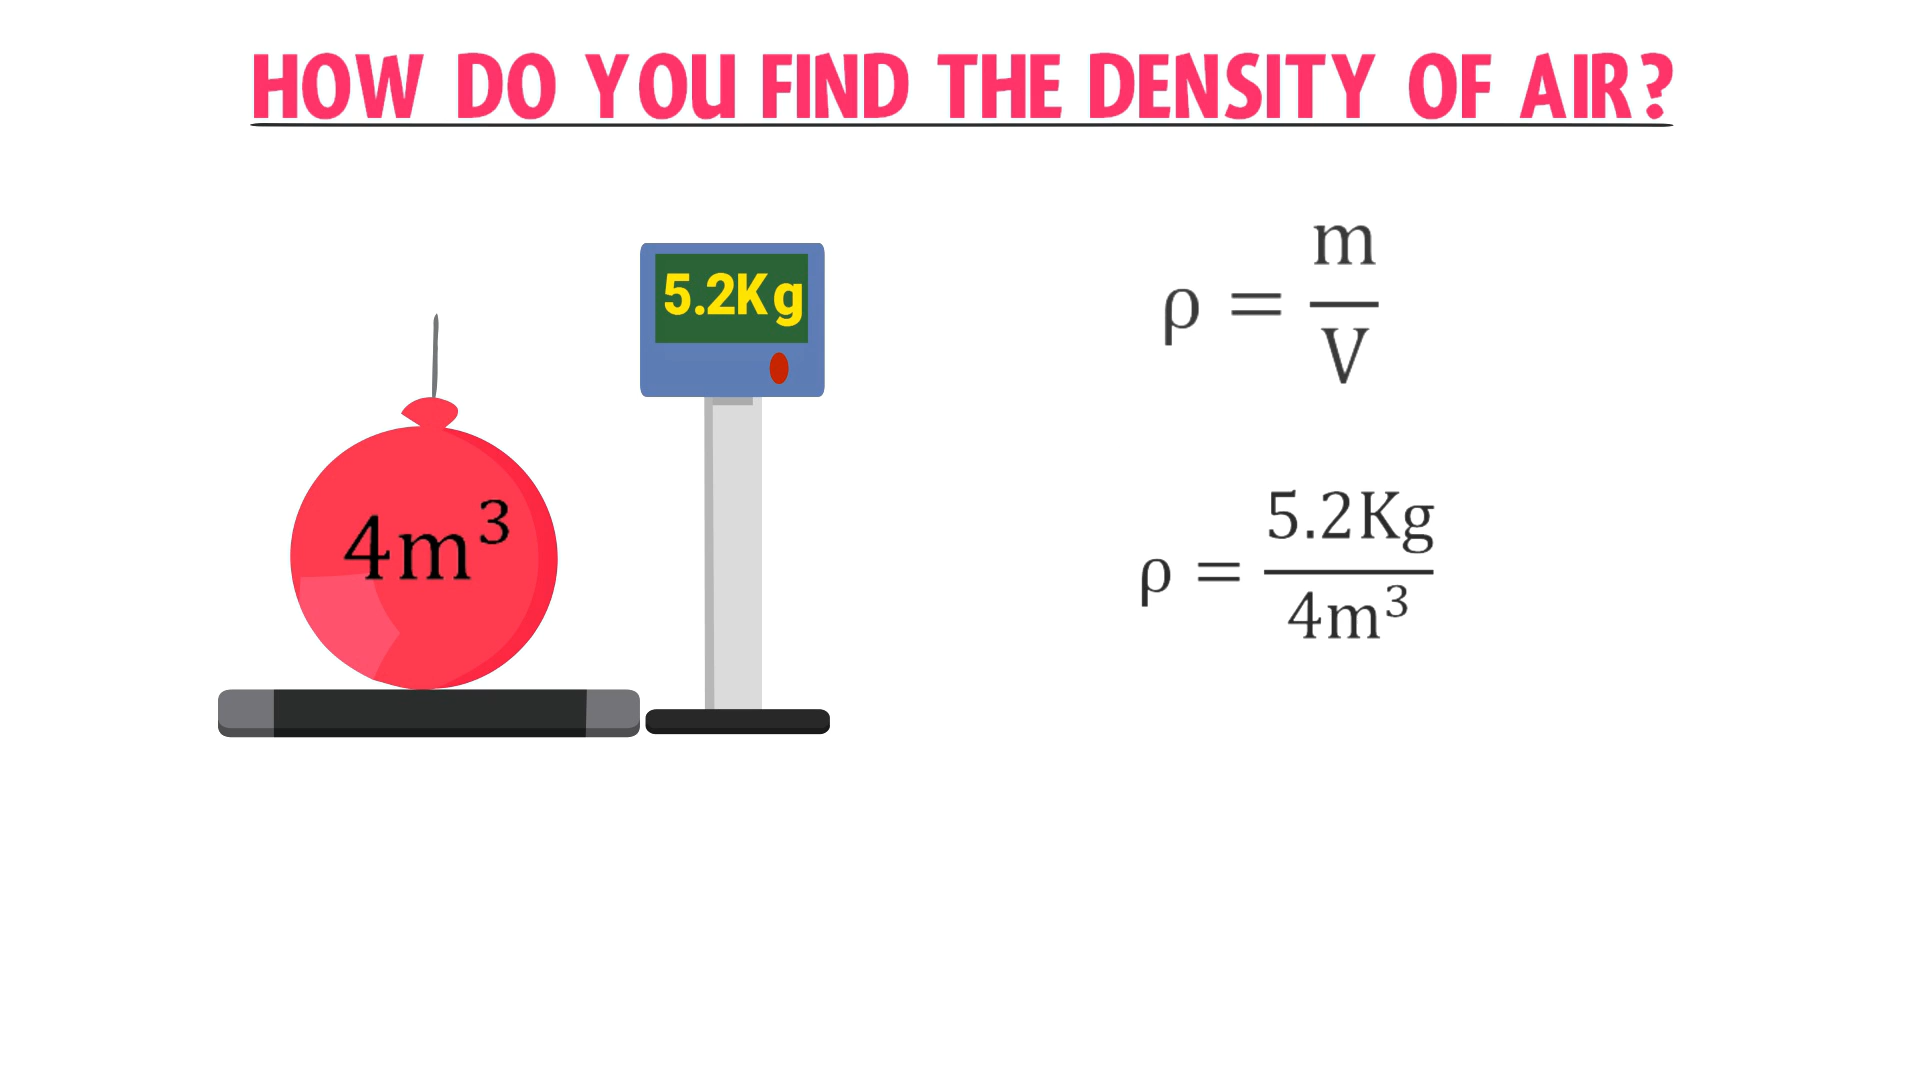 HOW DO YOU FIND THE DENSITY OF AIR?
5.2Kg
4m³
ρ = m/V
ρ = 5.2Kg/4m³